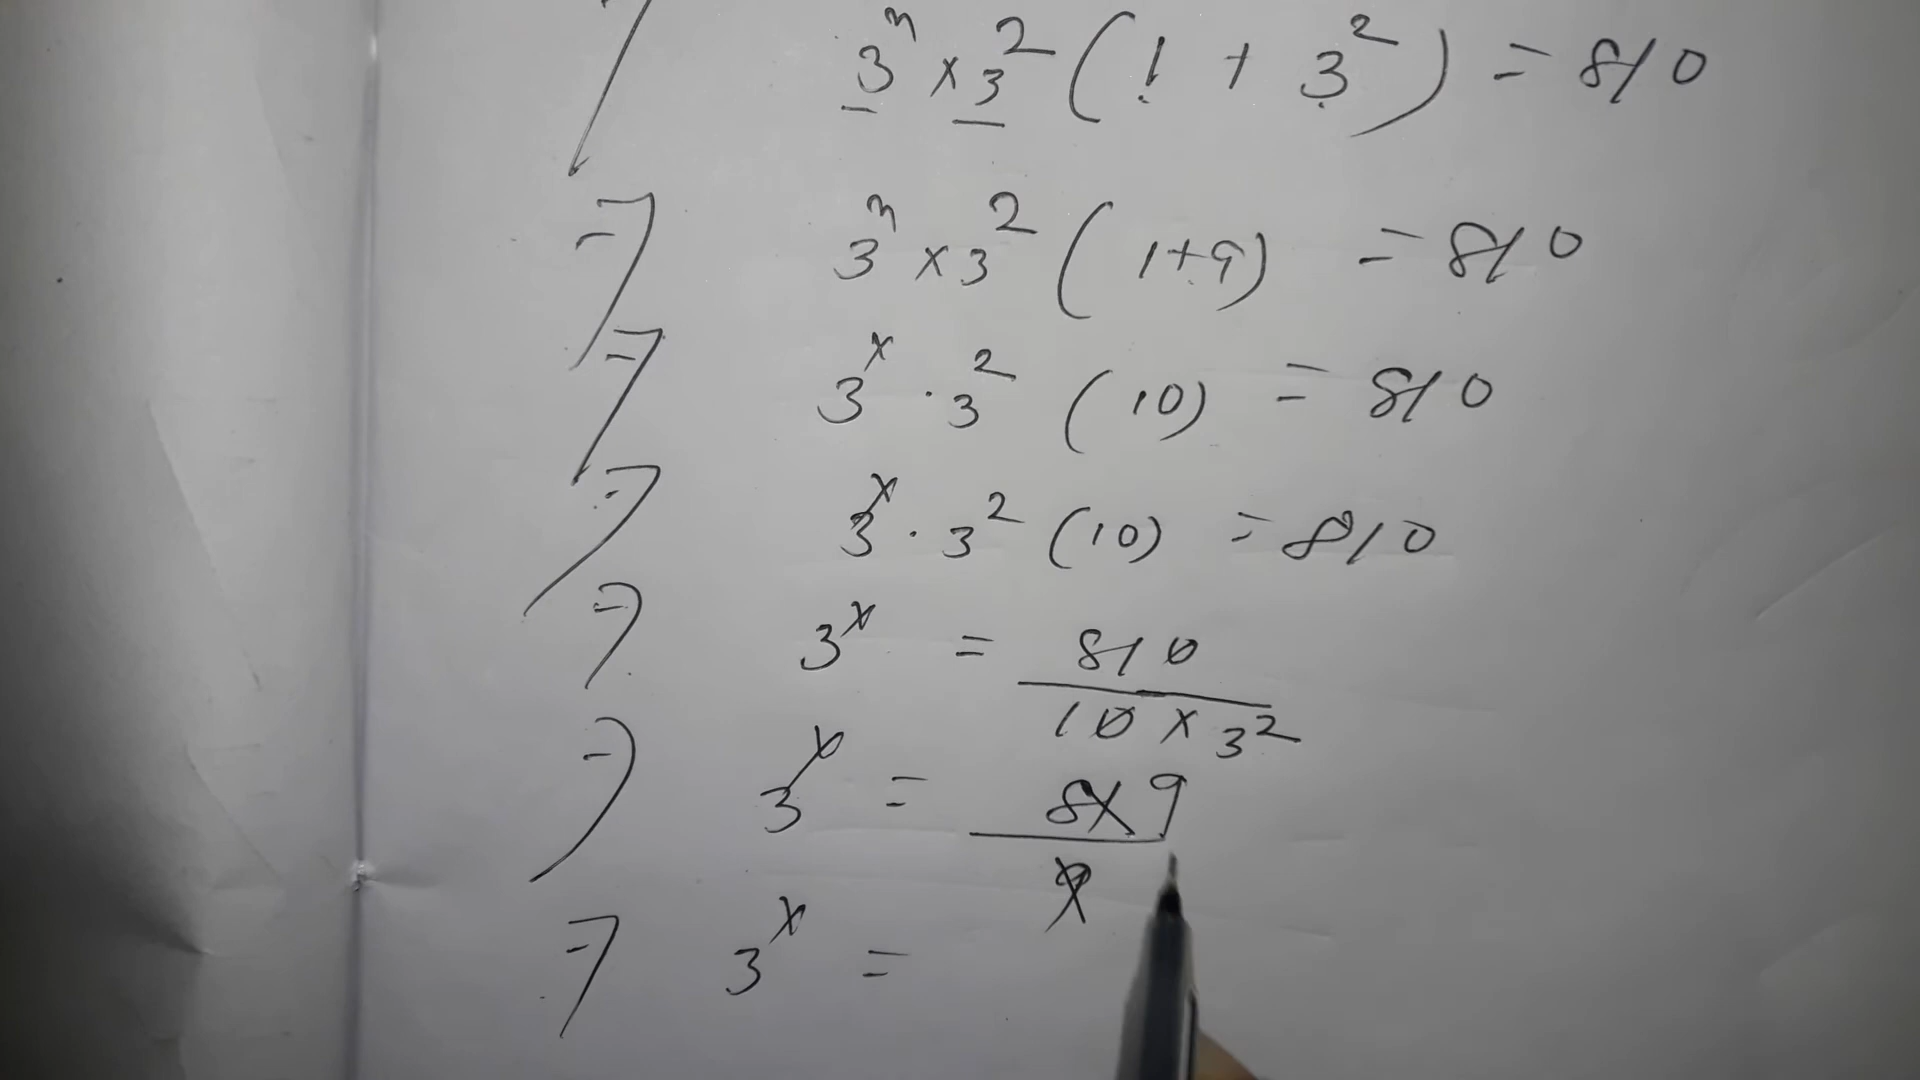 3^x × 3^2 (1 + 3^2) = 810
⇒ 3^x × 3^2 (1+9) = 810
⇒ 3^x · 3^2 (10) = 810
⇒ 3^x · 3^2 (10) = 810
⇒ 3^x = 810 / 10 × 3^2
⇒ 3^x = 81 9 / 9
⇒ 3^x =